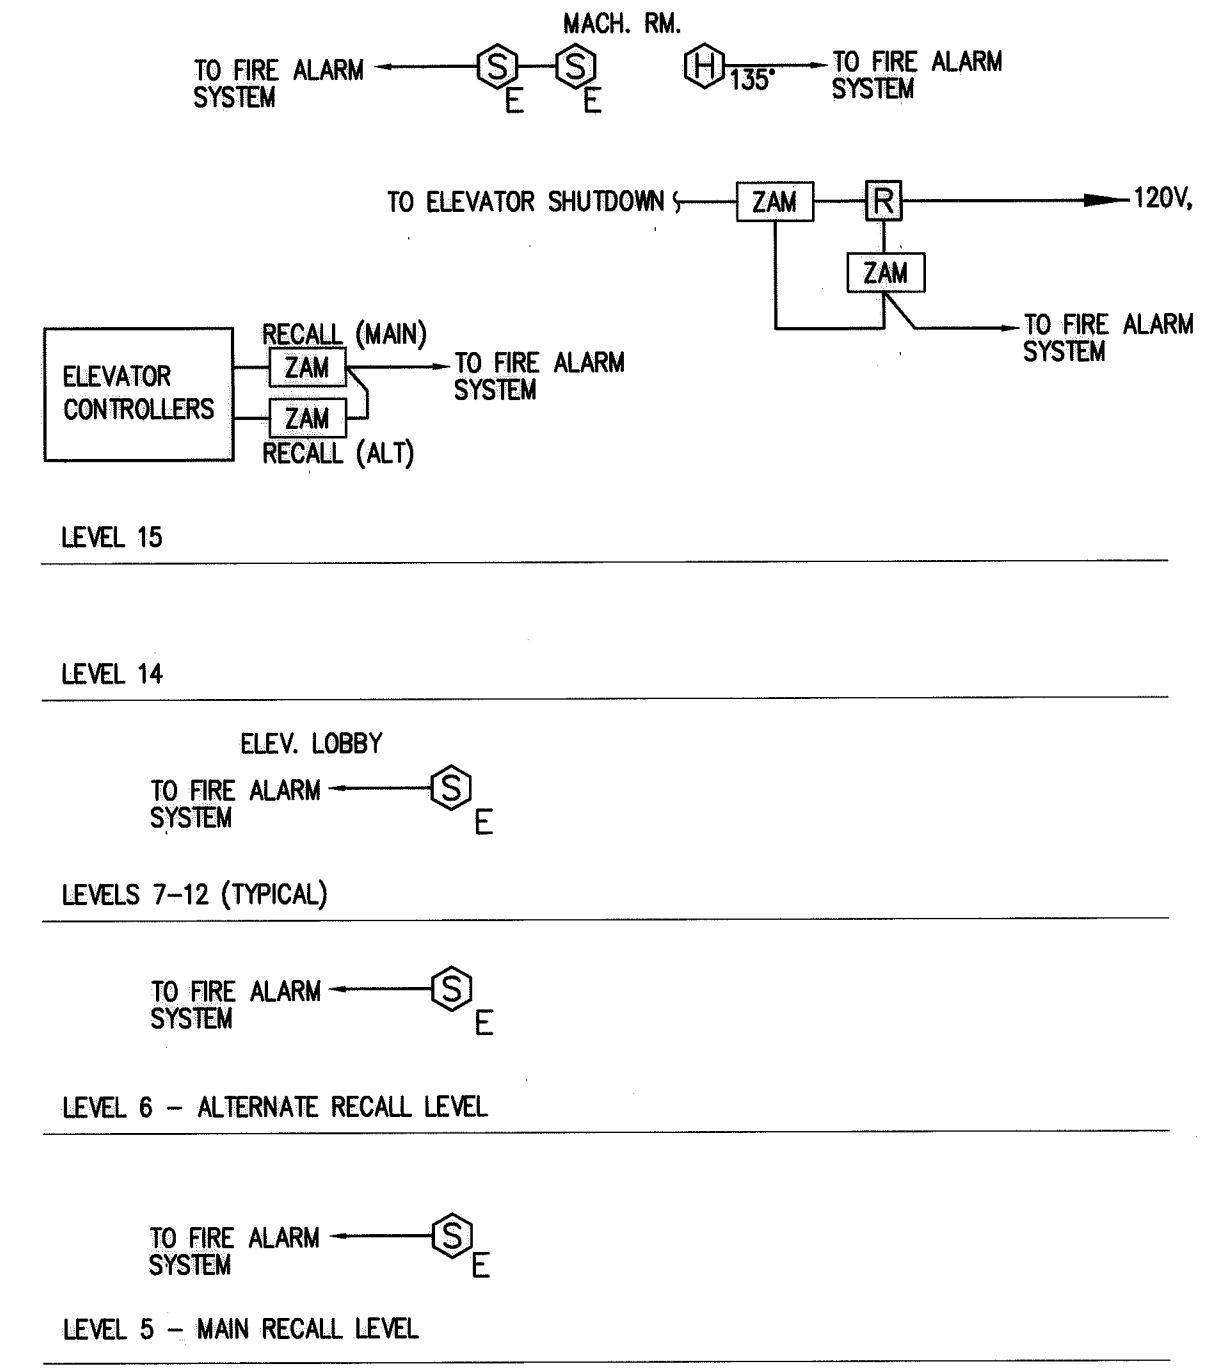 MACH. RM.
TO FIRE ALARM
SYSTEM
S
E
S
E
H
135°
TO FIRE ALARM
SYSTEM
TO ELEVATOR SHUTDOWN
ZAM
R
120V,
ZAM
TO FIRE ALARM
SYSTEM
ELEVATOR
CONTROLLERS
RECALL (MAIN)
ZAM
TO FIRE ALARM
SYSTEM
ZAM
RECALL (ALT)
LEVEL 15
LEVEL 14
ELEV. LOBBY
TO FIRE ALARM
SYSTEM
S
E
LEVELS 7–12 (TYPICAL)
TO FIRE ALARM
SYSTEM
S
E
LEVEL 6 – ALTERNATE RECALL LEVEL
TO FIRE ALARM
SYSTEM
S
E
LEVEL 5 – MAIN RECALL LEVEL